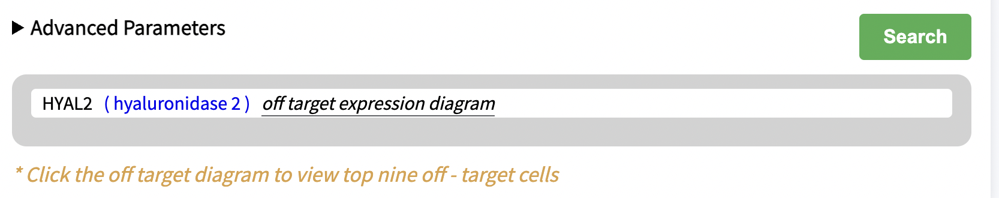 ▶ Advanced Parameters
Search
HYAL2 ( hyaluronidase 2 ) off target expression diagram
* Click the off target diagram to view top nine off - target cells